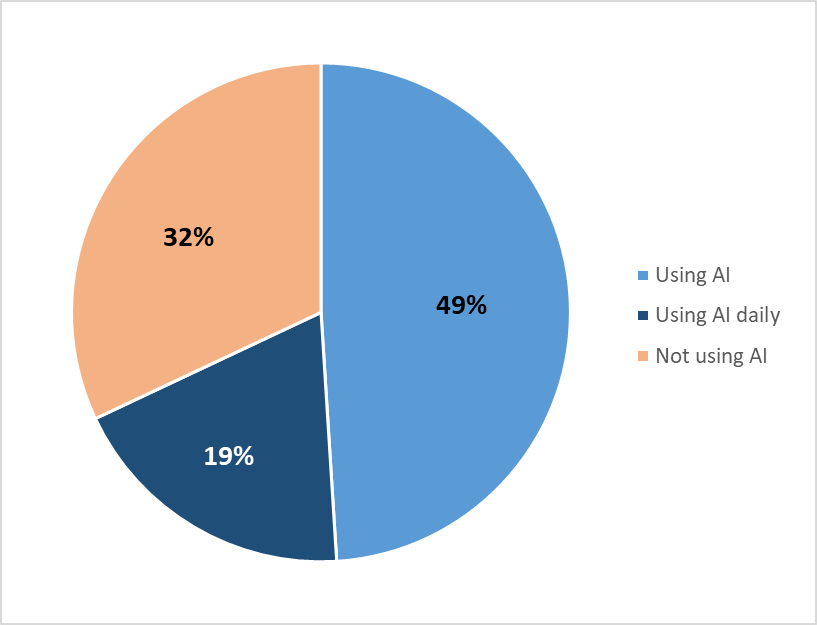 32%
49%
19%
Using AI
Using AI daily
Not using AI